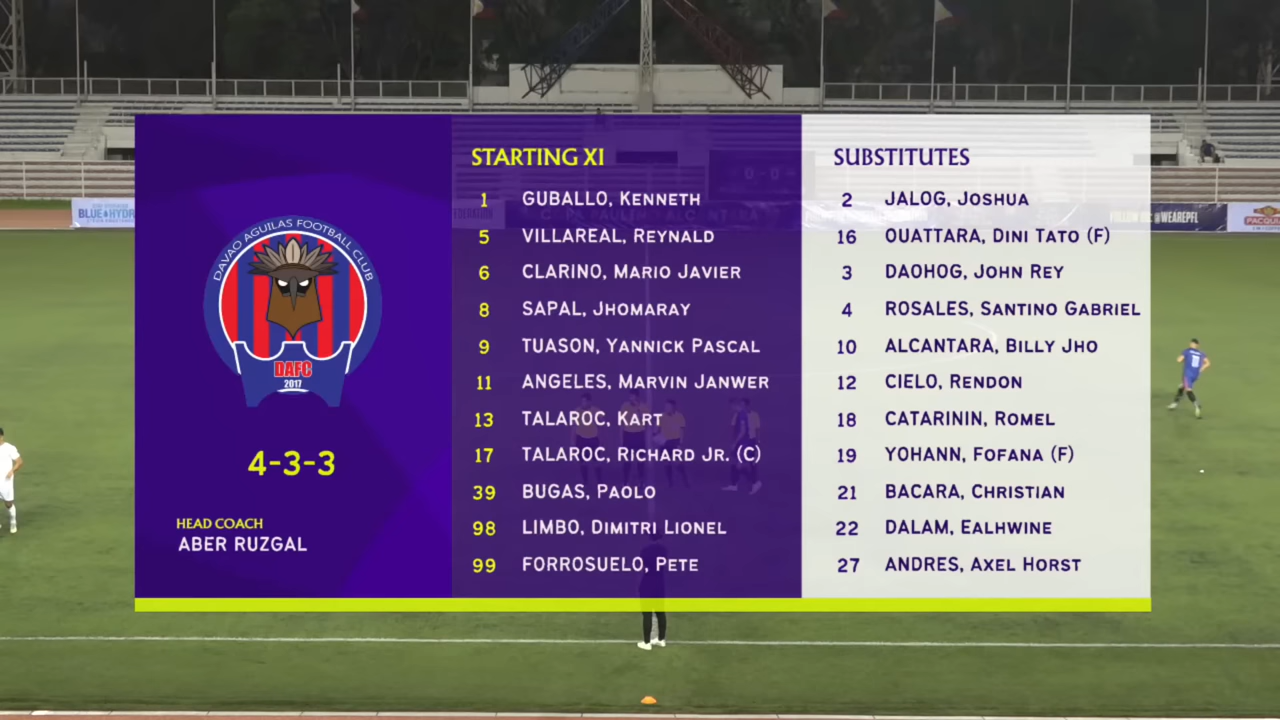 DAVAO AGUILAS FOOTBALL CLUB
DAFC
2017
4-3-3
HEAD COACH
ABER RUZGAL
STARTING XI
1 GUBALLO, KENNETH
5 VILLAREAL, REYNALD
6 CLARINO, MARIO JAVIER
8 SAPAL, JHOMARAY
9 TUASON, YANNICK PASCAL
11 ANGELES, MARVIN JANWER
13 TALAROC, KART
17 TALAROC, RICHARD JR. (C)
39 BUGAS, PAOLO
98 LIMBO, DIMITRI LIONEL
99 FORROSUELO, PETE
SUBSTITUTES
2 JALOG, JOSHUA
16 OUATTARA, DINI TATO (F)
3 DAOHOG, JOHN REY
4 ROSALES, SANTINO GABRIEL
10 ALCANTARA, BILLY JHO
12 CIELO, RENDON
18 CATARININ, ROMEL
19 YOHANN, FOFANA (F)
21 BACARA, CHRISTIAN
22 DALAM, EALHWINE
27 ANDRES, AXEL HORST
BLUE HYDR
@WEAREPFL